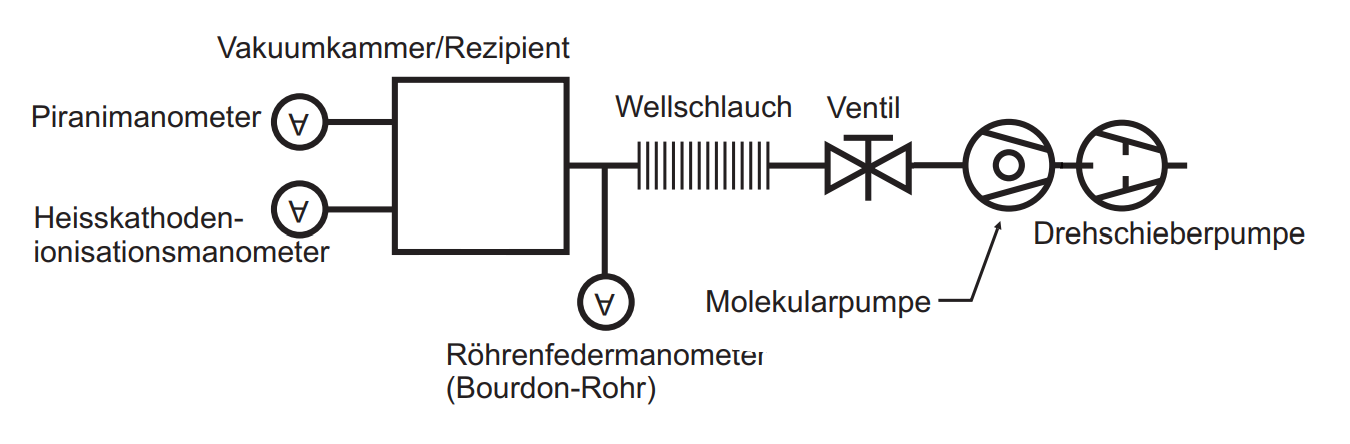 Vakuumkammer/Rezipient
Piranimanometer
Wellschlauch
Ventil
Heisskathoden-
ionisationsmanometer
Drehschieberpumpe
Molekularpumpe
Röhrenfedermanometer
(Bourdon-Rohr)
∀
∀
∀